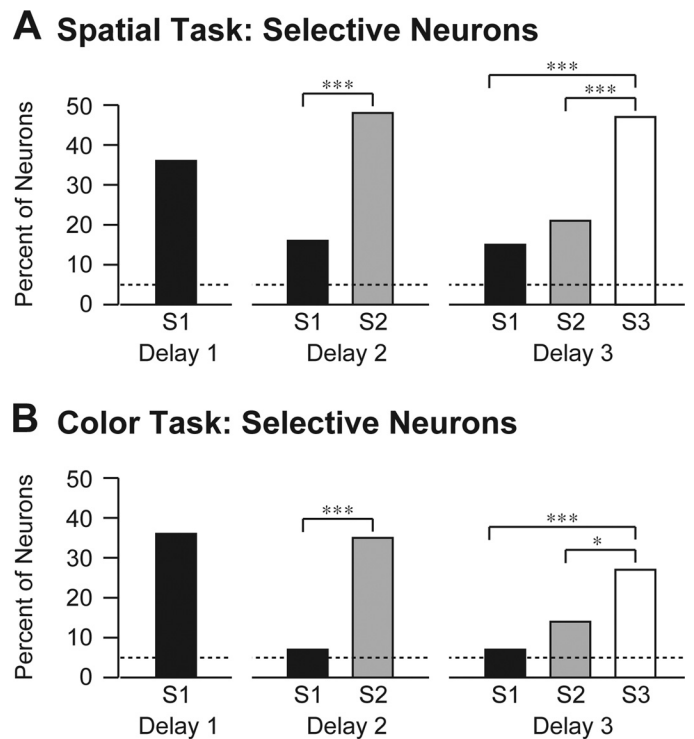 A Spatial Task: Selective Neurons
Percent of Neurons
50
40
30
20
10
0
***
***
***
S1
S1 S2
S1 S2 S3
Delay 1
Delay 2
Delay 3
B Color Task: Selective Neurons
Percent of Neurons
50
40
30
20
10
0
***
***
*
S1
S1 S2
S1 S2 S3
Delay 1
Delay 2
Delay 3